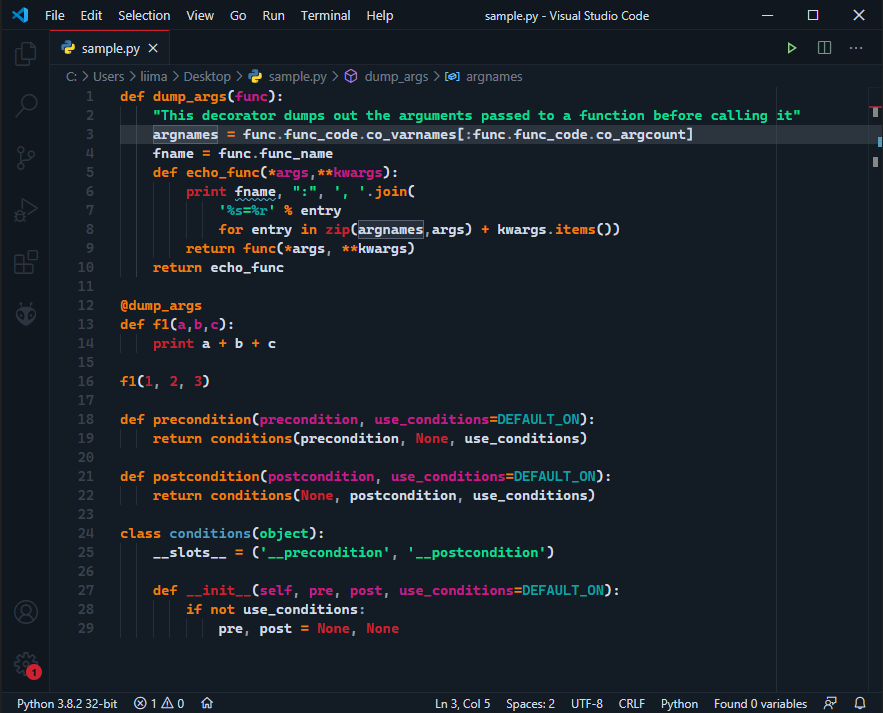 File Edit Selection View Go Run Terminal Help sample.py - Visual Studio Code
sample.py
C: > Users > liima > Desktop > sample.py > dump_args > argnames
1 def dump_args(func):
2 "This decorator dumps out the arguments passed to a function before calling it"
3 argnames = func.func_code.co_varnames[:func.func_code.co_argcount]
4 fname = func.func_name
5 def echo_func(*args,**kwargs):
6 print fname, ":", ', '.join(
7 '%s=%r' % entry
8 for entry in zip(argnames,args) + kwargs.items())
9 return func(*args, **kwargs)
10 return echo_func
11
12 @dump_args
13 def f1(a,b,c):
14 print a + b + c
15
16 f1(1, 2, 3)
17
18 def precondition(precondition, use_conditions=DEFAULT_ON):
19 return conditions(precondition, None, use_conditions)
20
21 def postcondition(postcondition, use_conditions=DEFAULT_ON):
22 return conditions(None, postcondition, use_conditions)
23
24 class conditions(object):
25 __slots__ = ('__precondition', '__postcondition')
26
27 def __init__(self, pre, post, use_conditions=DEFAULT_ON):
28 if not use_conditions:
29 pre, post = None, None
1
Python 3.8.2 32-bit 1 0 Ln 3, Col 5 Spaces: 2 UTF-8 CRLF Python Found 0 variables